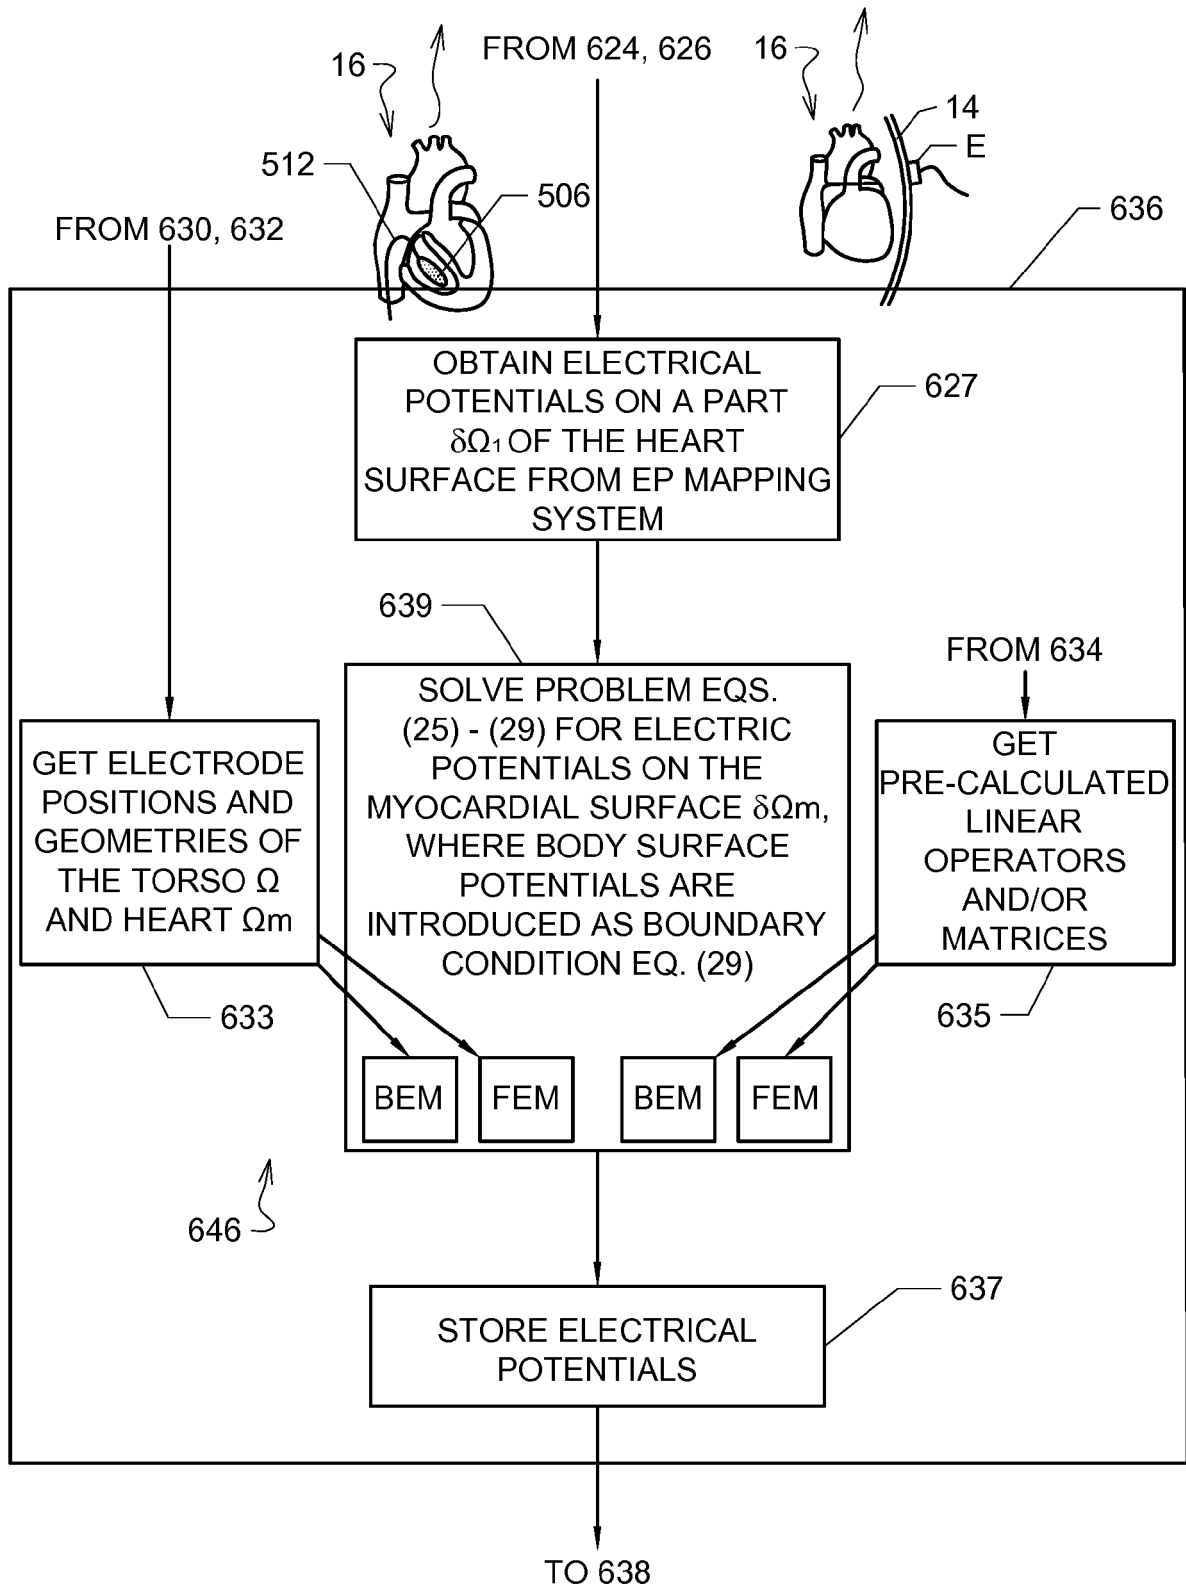 FROM 624, 626
16
16
14
E
512
506
636
FROM 630, 632
OBTAIN ELECTRICAL
POTENTIALS ON A PART
δΩ₁ OF THE HEART
SURFACE FROM EP MAPPING
SYSTEM
627
639
FROM 634
SOLVE PROBLEM EQS.
(25) - (29) FOR ELECTRIC
POTENTIALS ON THE
MYOCARDIAL SURFACE δΩm,
WHERE BODY SURFACE
POTENTIALS ARE
INTRODUCED AS BOUNDARY
CONDITION EQ. (29)
GET ELECTRODE
POSITIONS AND
GEOMETRIES OF
THE TORSO Ω
AND HEART Ωm
GET
PRE-CALCULATED
LINEAR
OPERATORS
AND/OR
MATRICES
633
635
BEM
FEM
BEM
FEM
646
637
STORE ELECTRICAL
POTENTIALS
TO 638